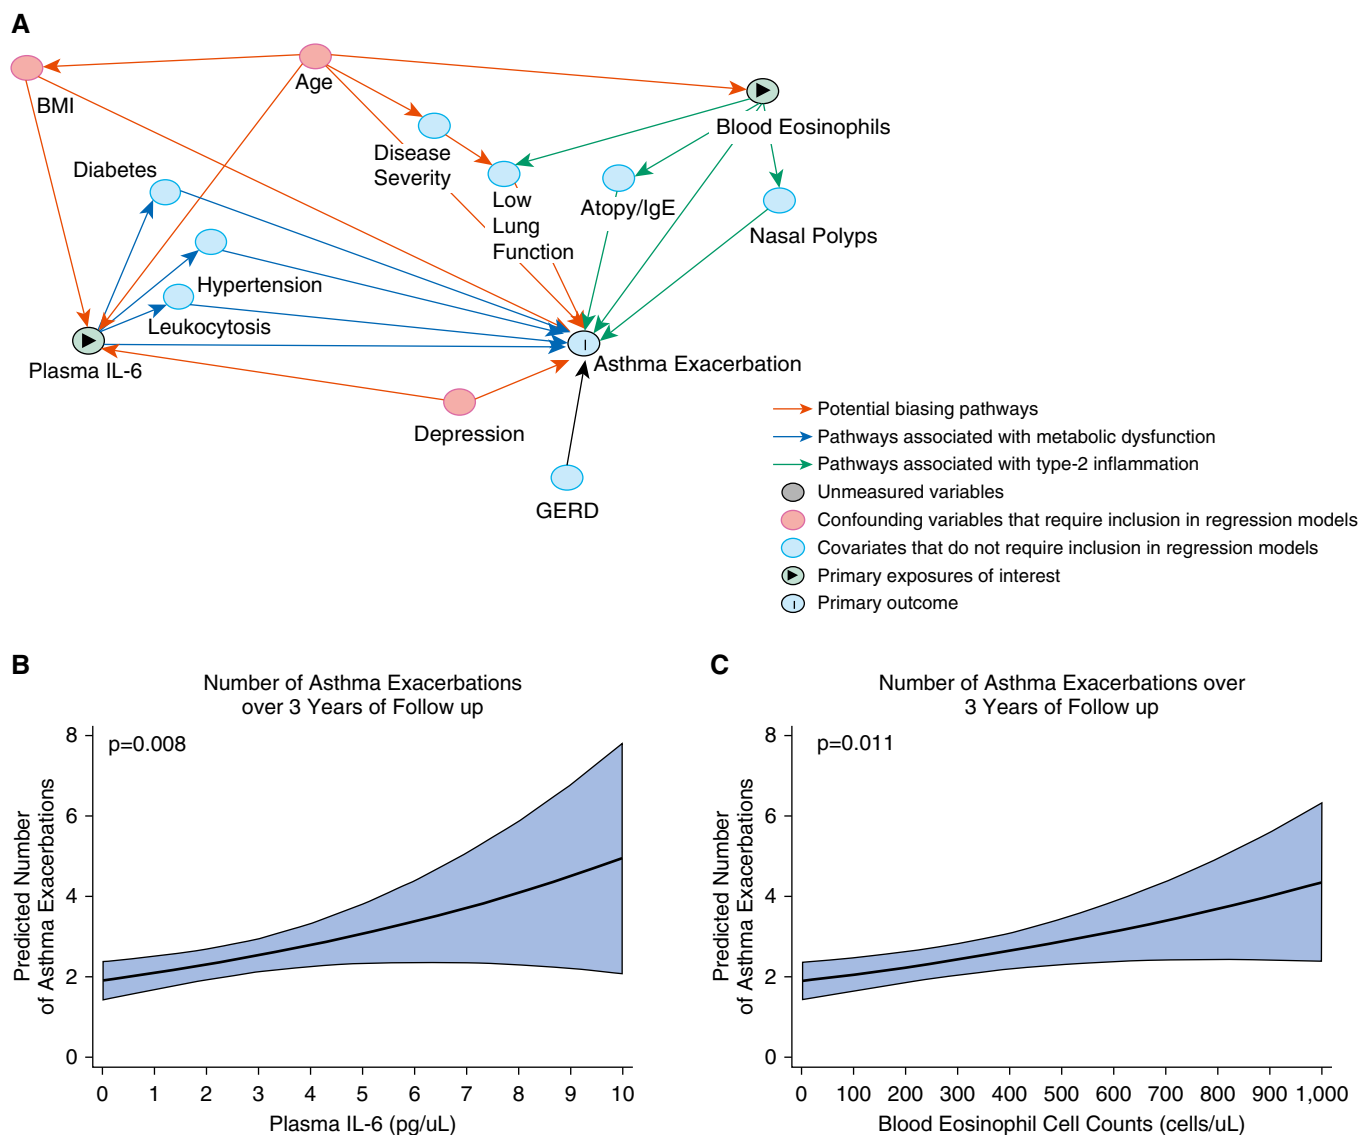 A
BMI
Age
Blood Eosinophils
Disease
Severity
Diabetes
Low
Lung
Function
Atopy/IgE
Nasal Polyps
Hypertension
Leukocytosis
Plasma IL-6
Asthma Exacerbation
Depression
GERD
Potential biasing pathways
Pathways associated with metabolic dysfunction
Pathways associated with type-2 inflammation
Unmeasured variables
Confounding variables that require inclusion in regression models
Covariates that do not require inclusion in regression models
Primary exposures of interest
I Primary outcome
B
Number of Asthma Exacerbations
over 3 Years of Follow up
p=0.008
Predicted Number
of Asthma Exacerbations
8
6
4
2
0
0 1 2 3 4 5 6 7 8 9 10
Plasma IL-6 (pg/uL)
C
Number of Asthma Exacerbations over
3 Years of Follow up
p=0.011
Predicted Number
of Asthma Exacerbations
8
6
4
2
0
0 100 200 300 400 500 600 700 800 900 1,000
Blood Eosinophil Cell Counts (cells/uL)